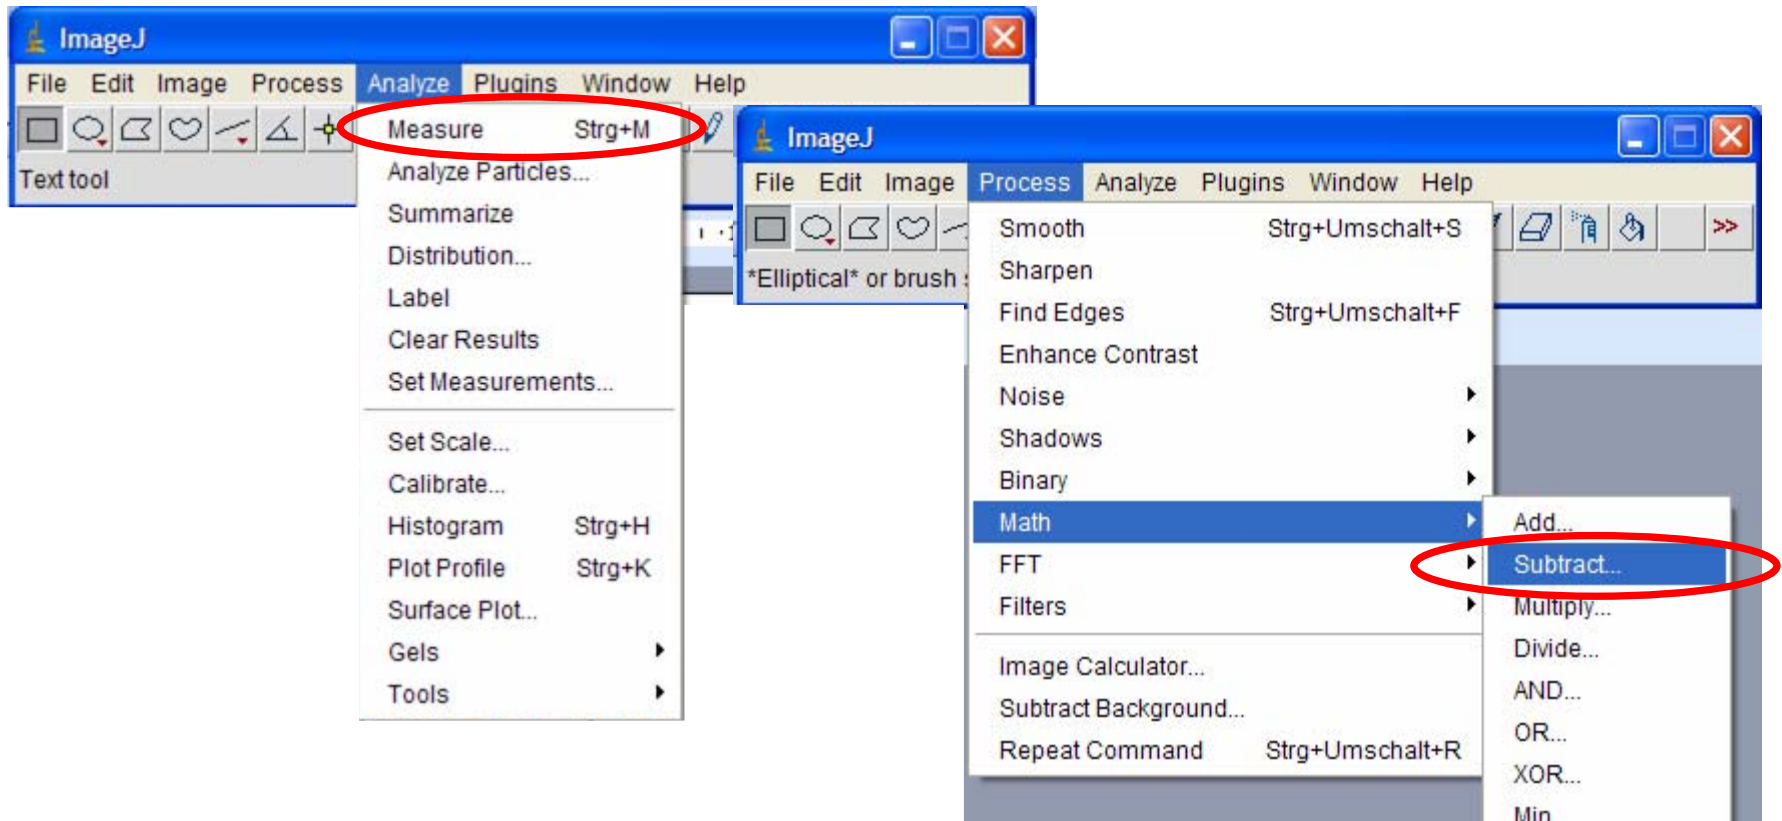 ImageJ
File Edit Image Process Analyze Plugins Window Help
Text tool
Measure Strg+M
Analyze Particles...
Summarize
Distribution...
Label
Clear Results
Set Measurements...
Set Scale...
Calibrate...
Histogram Strg+H
Plot Profile Strg+K
Surface Plot...
Gels
Tools
ImageJ
File Edit Image Process Analyze Plugins Window Help
>>
*Elliptical* or brush
Smooth Strg+Umschalt+S
Sharpen
Find Edges Strg+Umschalt+F
Enhance Contrast
Noise
Shadows
Binary
Math
FFT
Filters
Image Calculator...
Subtract Background...
Repeat Command Strg+Umschalt+R
Add...
Subtract...
Multiply...
Divide...
AND...
OR...
XOR...
Min